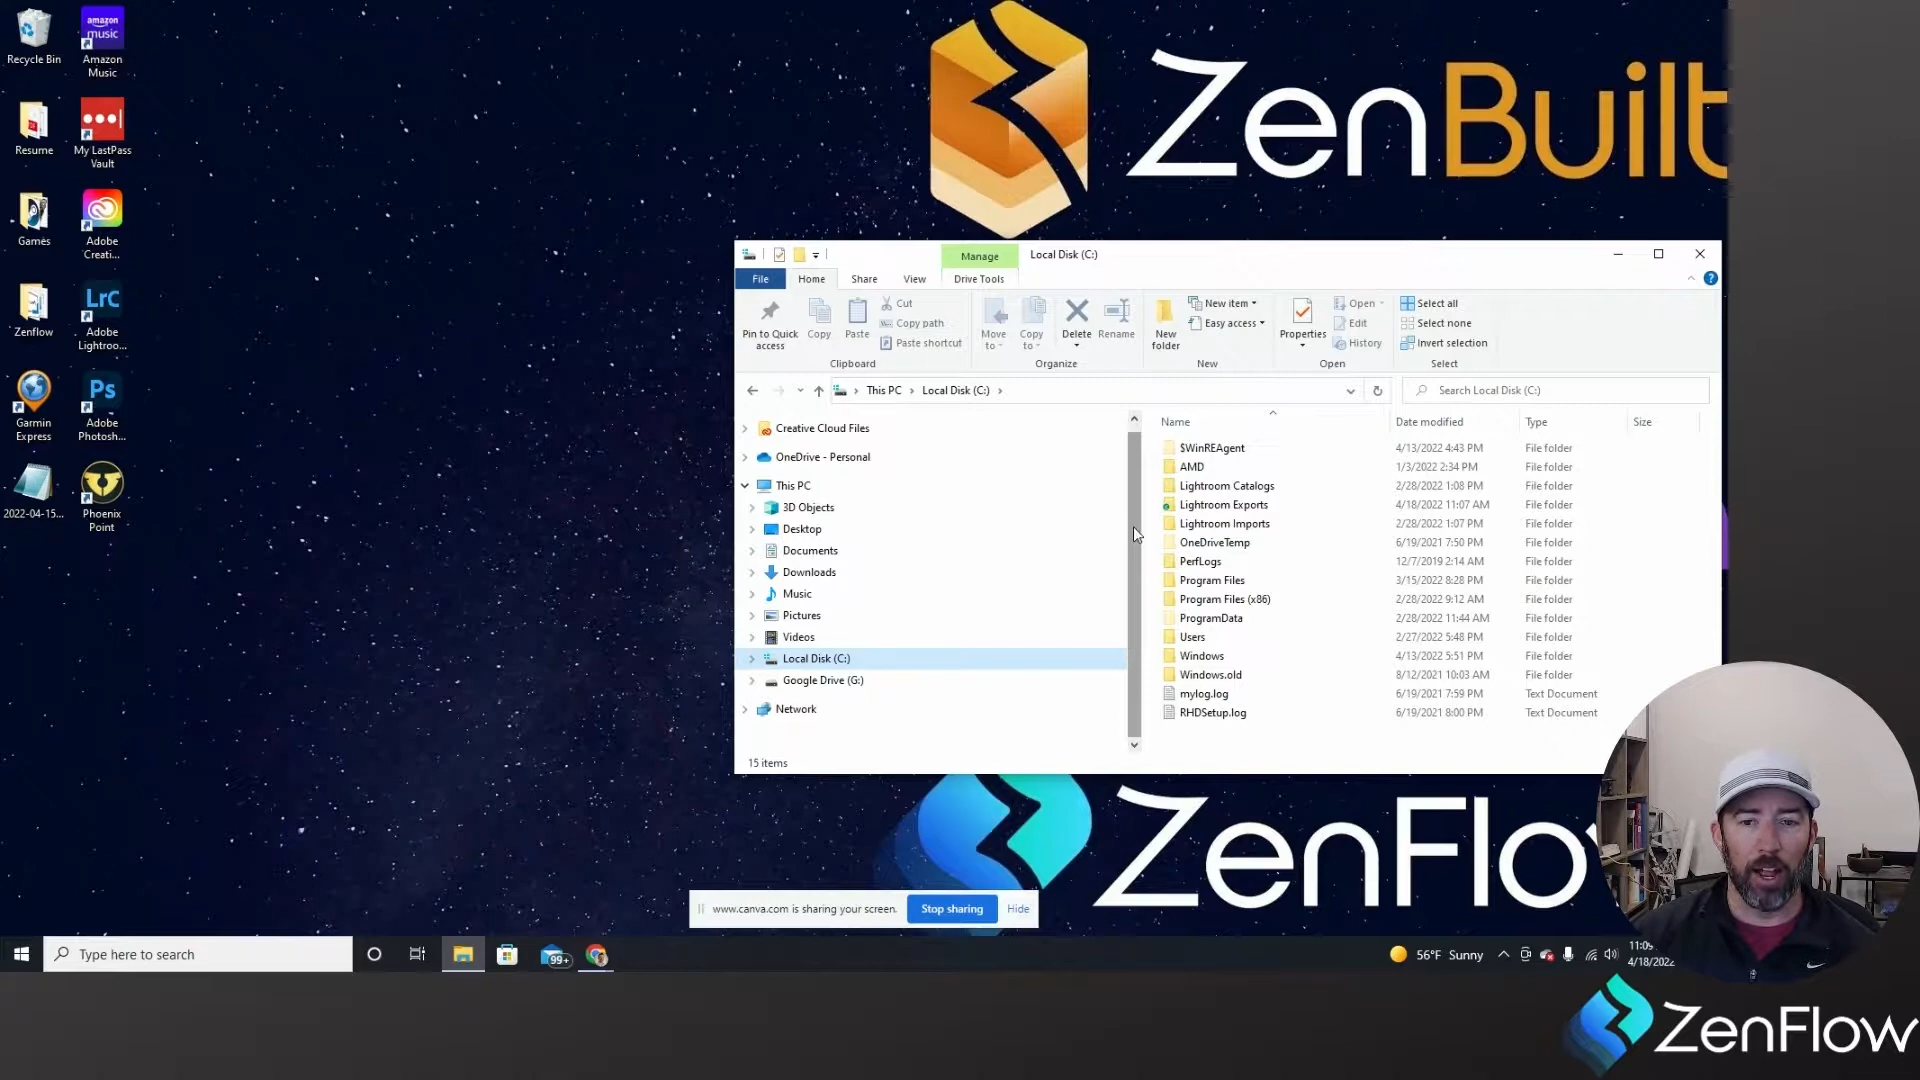 Recycle Bin
amazon
music
Amazon
Music
Resume
My LastPass
Vault
Games
Adobe
Creati...
Zenflow
LrC
Adobe
Lightroo...
Garmin
Express
Ps
Adobe
Photosh...
2022-04-15...
Phoenix
Point
ZenBuilt
Manage
Local Disk (C:)
File
Home
Share
View
Drive Tools
Pin to Quick
access
Copy
Paste
Cut
Copy path
Paste shortcut
Clipboard
Move
to
Copy
to
Delete
Rename
Organize
New
folder
New item
Easy access
New
Properties
Open
Edit
History
Open
Select all
Select none
Invert selection
Select
This PC > Local Disk (C:) >
Search Local Disk (C:)
Creative Cloud Files
OneDrive - Personal
This PC
3D Objects
Desktop
Documents
Downloads
Music
Pictures
Videos
Local Disk (C:)
Google Drive (G:)
Network
Name Date modified Type Size
$WinREAgent 4/13/2022 4:43 PM File folder
AMD 1/3/2022 2:34 PM File folder
Lightroom Catalogs 2/28/2022 1:08 PM File folder
Lightroom Exports 4/18/2022 11:07 AM File folder
Lightroom Imports 2/28/2022 1:07 PM File folder
OneDriveTemp 6/19/2021 7:50 PM File folder
PerfLogs 12/7/2019 2:14 AM File folder
Program Files 3/15/2022 8:28 PM File folder
Program Files (x86) 2/28/2022 9:12 AM File folder
ProgramData 2/28/2022 11:44 AM File folder
Users 2/27/2022 5:48 PM File folder
Windows 4/13/2022 5:51 PM File folder
Windows.old 8/12/2021 10:03 AM File folder
mylog.log 6/19/2021 7:59 PM Text Document
RHDSetup.log 6/19/2021 8:00 PM Text Document
15 items
ZenFlo
www.canva.com is sharing your screen.
Stop sharing
Hide
Type here to search
99+
56°F Sunny
11:09
4/18/2022
ZenFlow